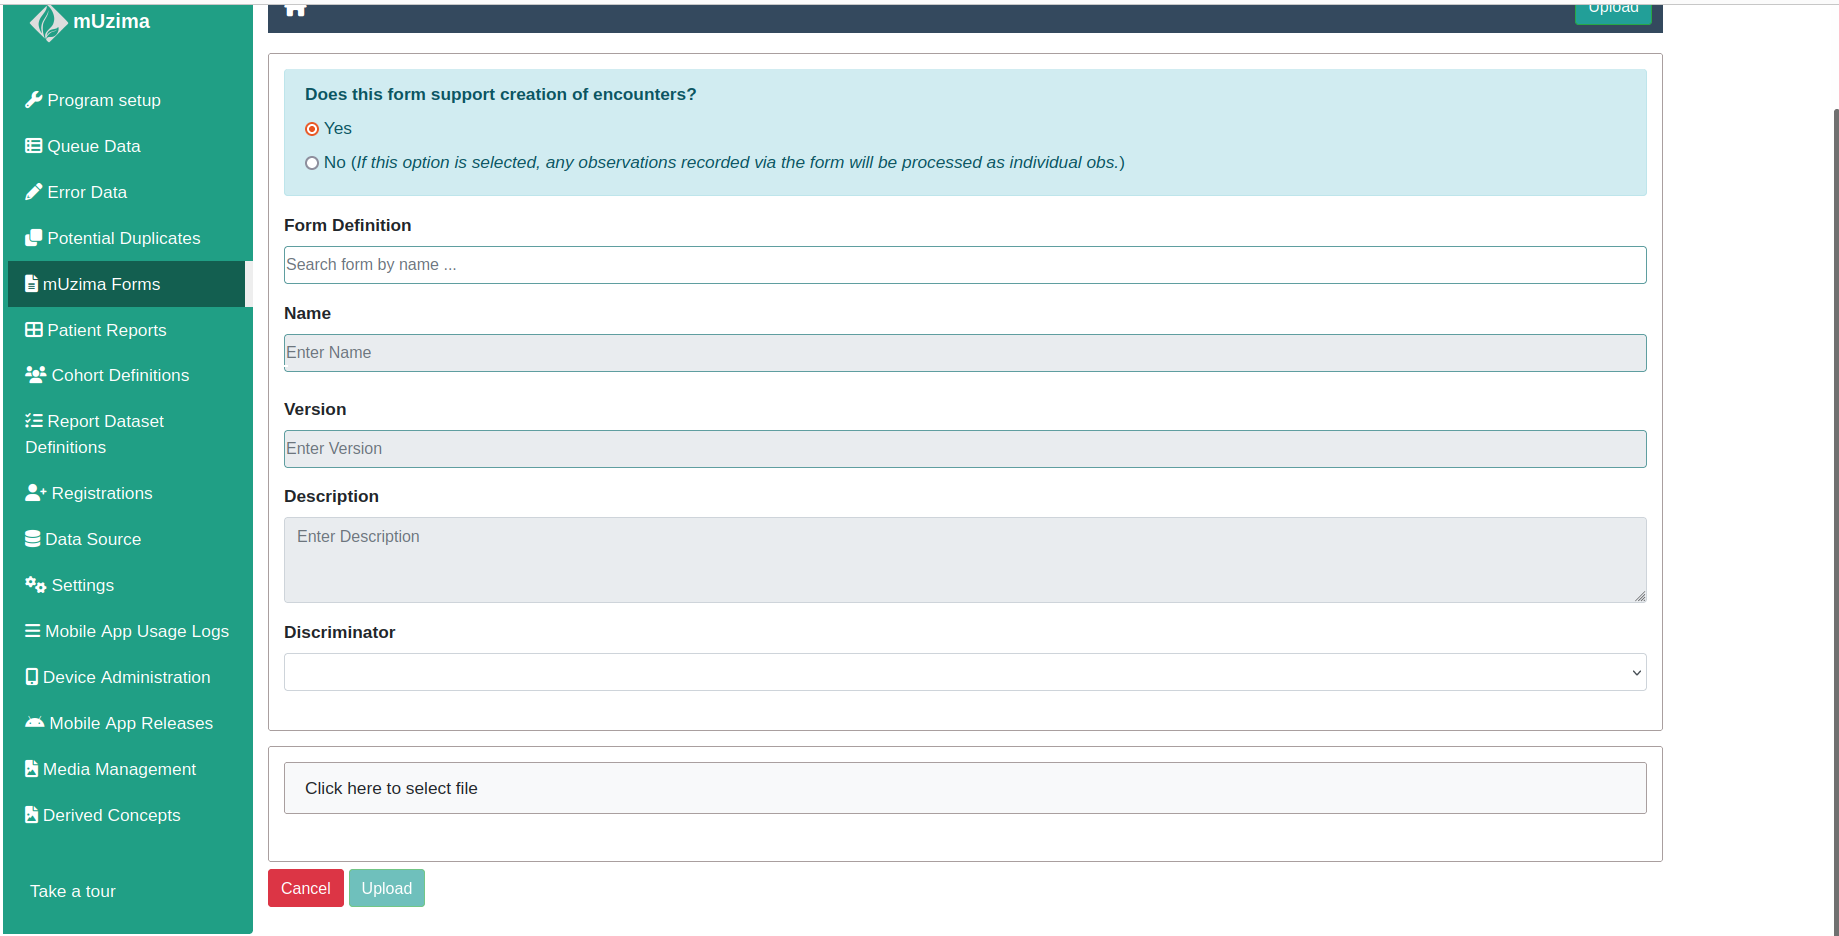 mUzima
Upload
Program setup
Queue Data
Error Data
Potential Duplicates
mUzima Forms
Patient Reports
Cohort Definitions
Report Dataset
Definitions
Registrations
Data Source
Settings
Mobile App Usage Logs
Device Administration
Mobile App Releases
Media Management
Derived Concepts
Take a tour
Does this form support creation of encounters?
Yes
No (If this option is selected, any observations recorded via the form will be processed as individual obs.)
Form Definition
Search form by name ...
Name
Enter Name
Version
Enter Version
Description
Enter Description
Discriminator
Click here to select file
Cancel
Upload